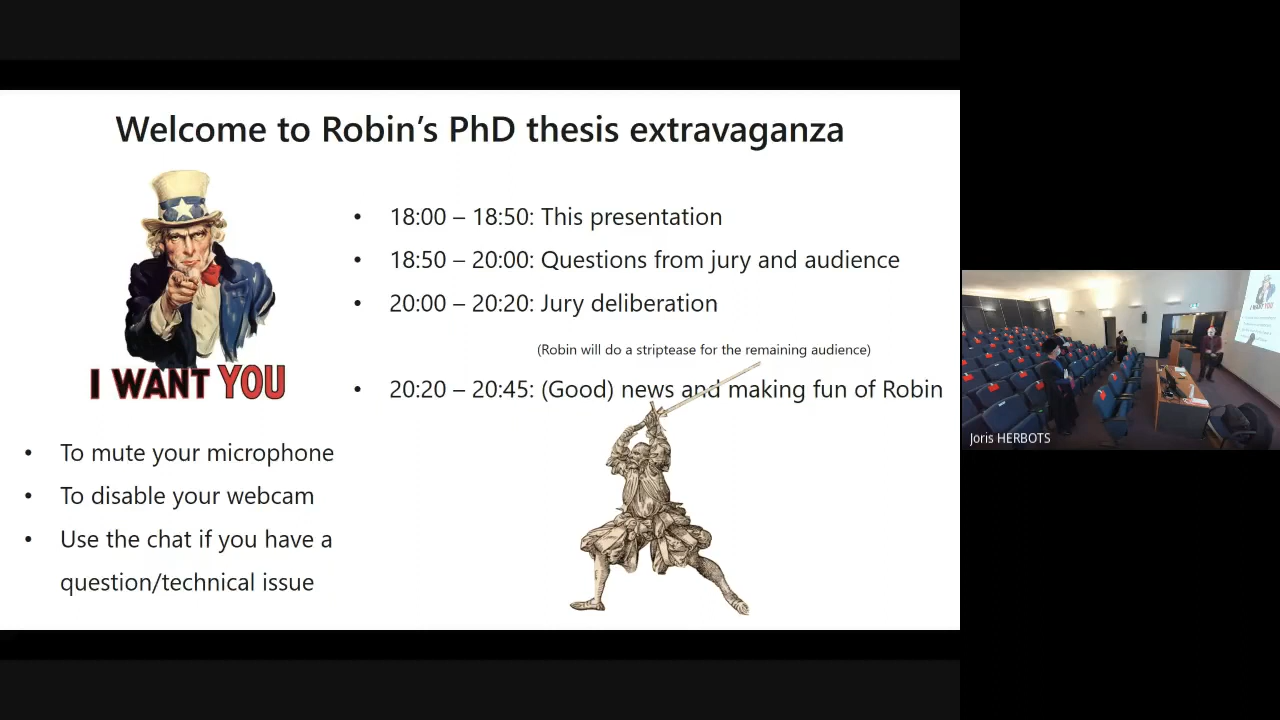 Welcome to Robin’s PhD thesis extravaganza
• 18:00 – 18:50: This presentation
• 18:50 – 20:00: Questions from jury and audience
• 20:00 – 20:20: Jury deliberation
(Robin will do a striptease for the remaining audience)
• 20:20 – 20:45: (Good) news and making fun of Robin
I WANT YOU
• To mute your microphone
• To disable your webcam
• Use the chat if you have a
question/technical issue
I WANT YOU
Joris HERBOTS